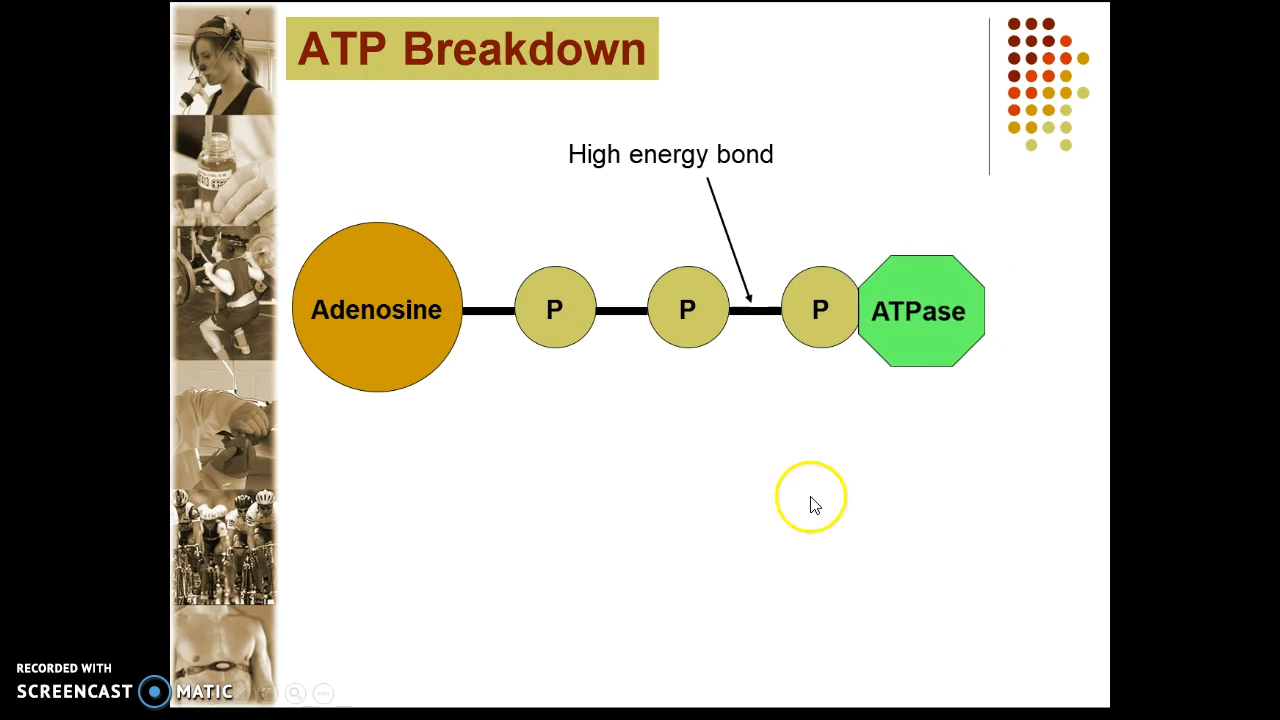 ATP Breakdown
High energy bond
Adenosine
P
P
P
ATPase
RECORDED WITH
SCREENCAST MATIC